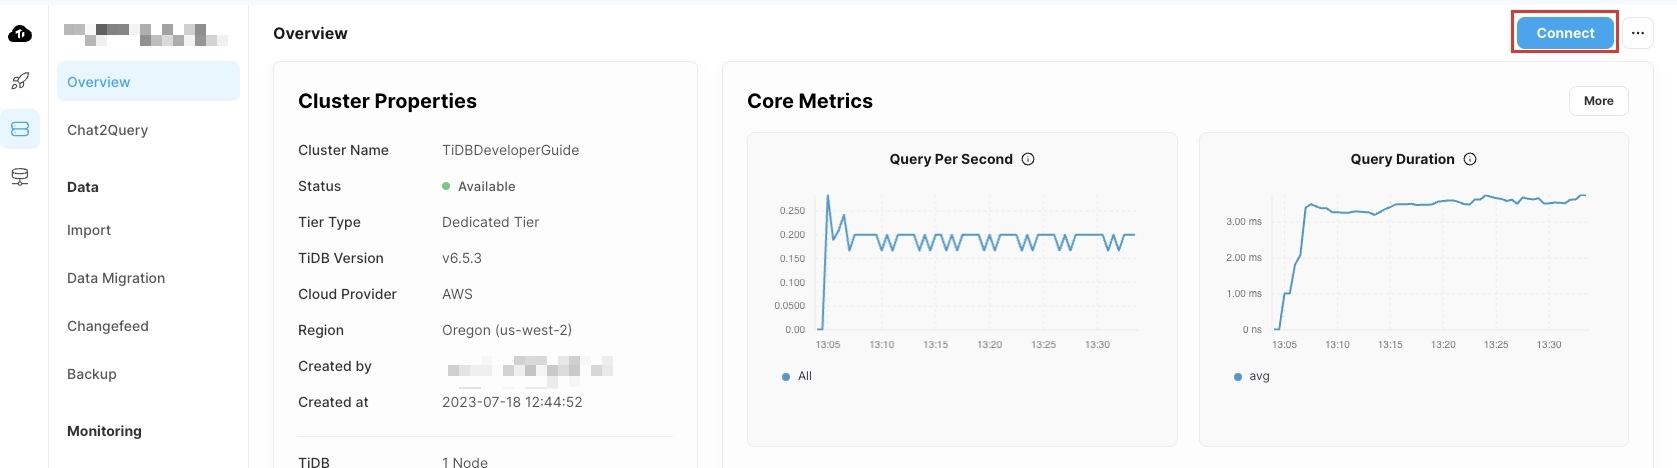 Overview
Connect
...
Overview
Chat2Query
Data
Import
Data Migration
Changefeed
Backup
Monitoring
Cluster Properties
Cluster Name TiDBDeveloperGuide
Status Available
Tier Type Dedicated Tier
TiDB Version v6.5.3
Cloud Provider AWS
Region Oregon (us-west-2)
Created by
Created at 2023-07-18 12:44:52
TiDB 1 Node
Core Metrics
More
Query Per Second
0.250
0.200
0.150
0.100
0.0500
0.00
13:05 13:10 13:15 13:20 13:25 13:30
All
Query Duration
3.00 ms
2.00 ms
1.00 ms
0 ns
13:05 13:10 13:15 13:20 13:25 13:30
avg